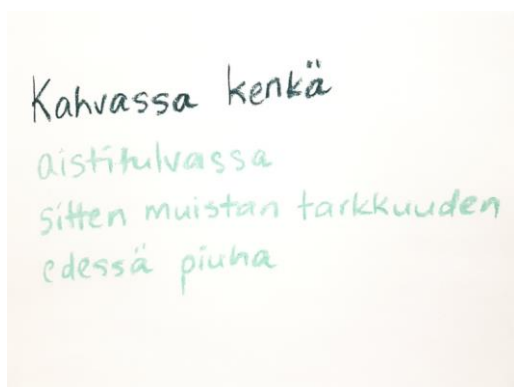 Kahvassa kenkä
aistitulvassa
sitten muistan tarkkuuden
edessä piuha